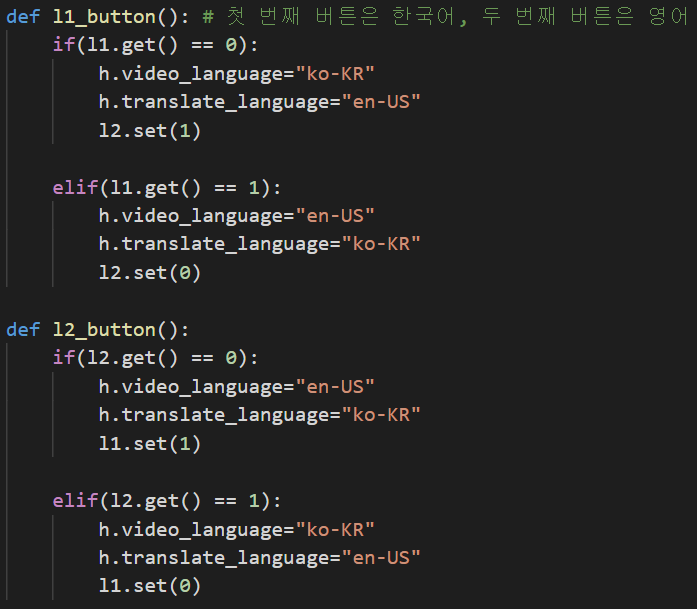 def l1_button(): # 첫 번째 버튼은 한국어, 두 번째 버튼은 영어
    if(l1.get() == 0):
        h.video_language="ko-KR"
        h.translate_language="en-US"
        l2.set(1)

    elif(l1.get() == 1):
        h.video_language="en-US"
        h.translate_language="ko-KR"
        l2.set(0)

def l2_button():
    if(l2.get() == 0):
        h.video_language="en-US"
        h.translate_language="ko-KR"
        l1.set(1)

    elif(l2.get() == 1):
        h.video_language="ko-KR"
        h.translate_language="en-US"
        l1.set(0)